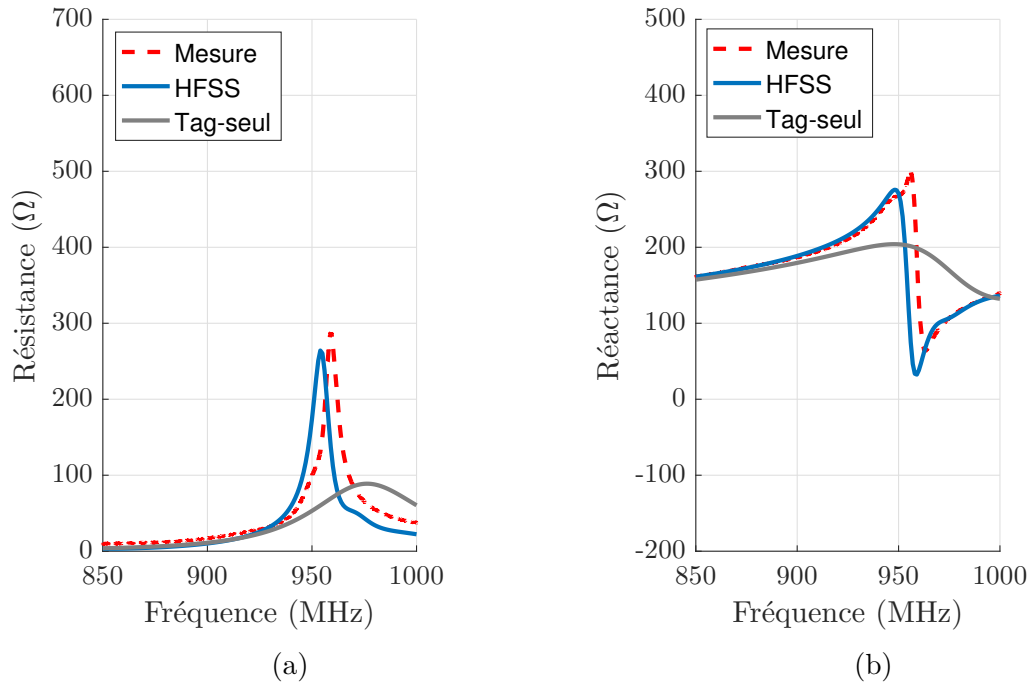 700
600
500
400
300
200
100
0
Résistance (Ω)
Mesure
HFSS
Tag-seul
850
900
950
1000
Fréquence (MHz)
(a)
500
400
300
200
100
0
-100
-200
Réactance (Ω)
Mesure
HFSS
Tag-seul
850
900
950
1000
Fréquence (MHz)
(b)